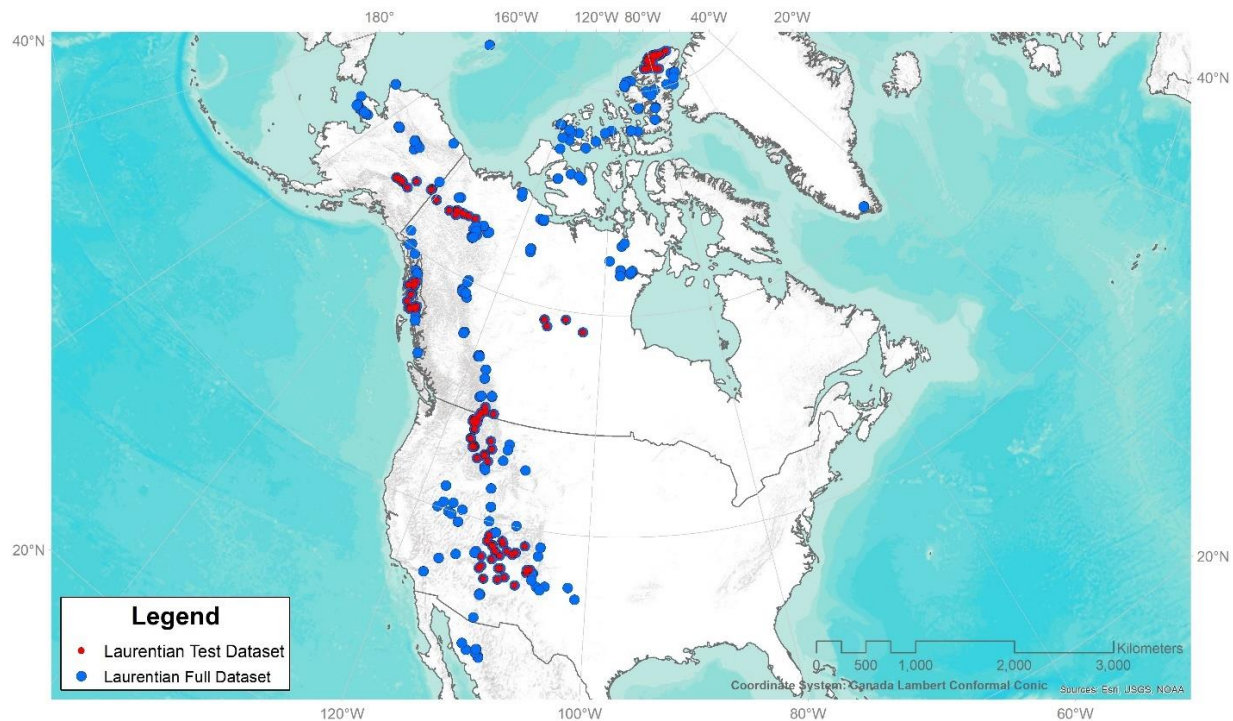 180° 160°W 120°W 80°W 40°W 20°W
40°N 40°N
20°N 20°N
Legend
Laurentian Test Dataset
Laurentian Full Dataset
Kilometers
0 500 1,000 2,000 3,000
Coordinate System: Canada Lambert Conformal Conic Sources: Esri, USGS, NOAA
120°W 100°W 80°W 60°W